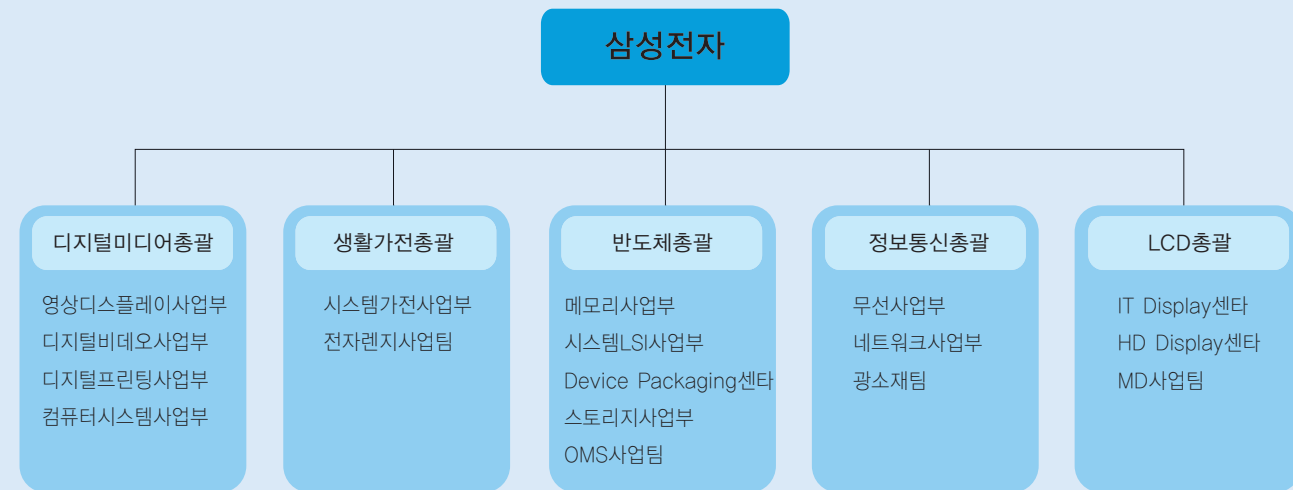 삼성전자
디지털미디어총괄
영상디스플레이사업부
디지털비데오사업부
디지털프린팅사업부
컴퓨터시스템사업부
생활가전총괄
시스템가전사업부
전자렌지사업팀
반도체총괄
메모리사업부
시스템LSI사업부
Device Packaging센타
스토리지사업부
OMS사업팀
정보통신총괄
무선사업부
네트워크사업부
광소재팀
LCD총괄
IT Display센타
HD Display센타
MD사업팀